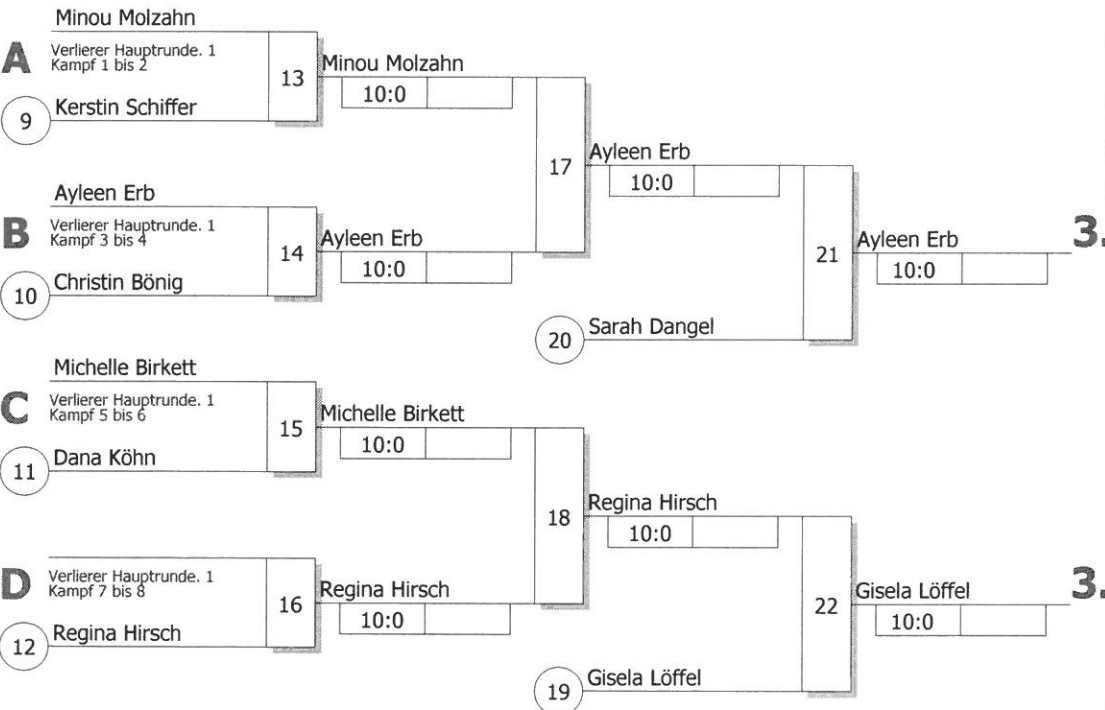 Minou Molzahn
A
Verlierer Hauptrunde. 1
Kampf 1 bis 2
13
Minou Molzahn
10:0
9
Kerstin Schiffer
17
Ayleen Erb
10:0
Ayleen Erb
B
Verlierer Hauptrunde. 1
Kampf 3 bis 4
14
Ayleen Erb
10:0
10
Christin Bönig
21
Ayleen Erb
10:0
3.
20
Sarah Dangel
Michelle Birkett
C
Verlierer Hauptrunde. 1
Kampf 5 bis 6
15
Michelle Birkett
10:0
11
Dana Köhn
18
Regina Hirsch
10:0
D
Verlierer Hauptrunde. 1
Kampf 7 bis 8
16
Regina Hirsch
10:0
12
Regina Hirsch
22
Gisela Löffel
10:0
3.
19
Gisela Löffel